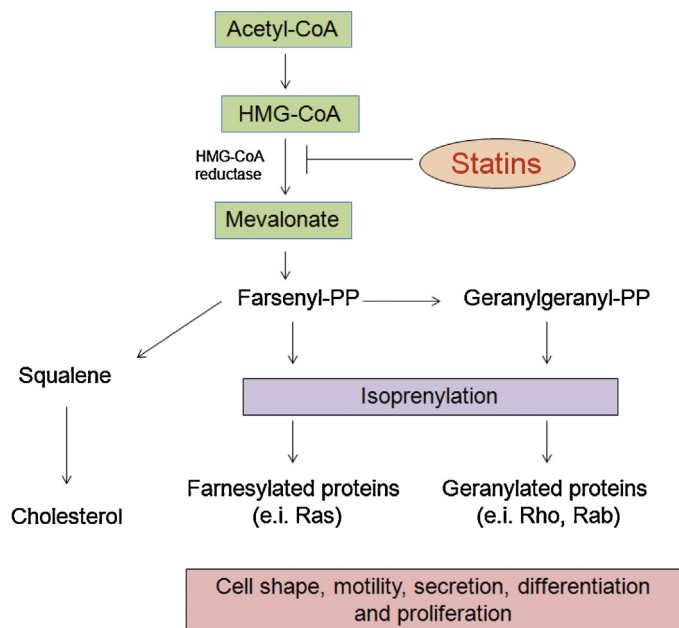 Acetyl-CoA
HMG-CoA
HMG-CoA
reductase
Statins
Mevalonate
Farsenyl-PP
Geranylgeranyl-PP
Squalene
Isoprenylation
Cholesterol
Farnesylated proteins
(e.i. Ras)
Geranylated proteins
(e.i. Rho, Rab)
Cell shape, motility, secretion, differentiation
and proliferation